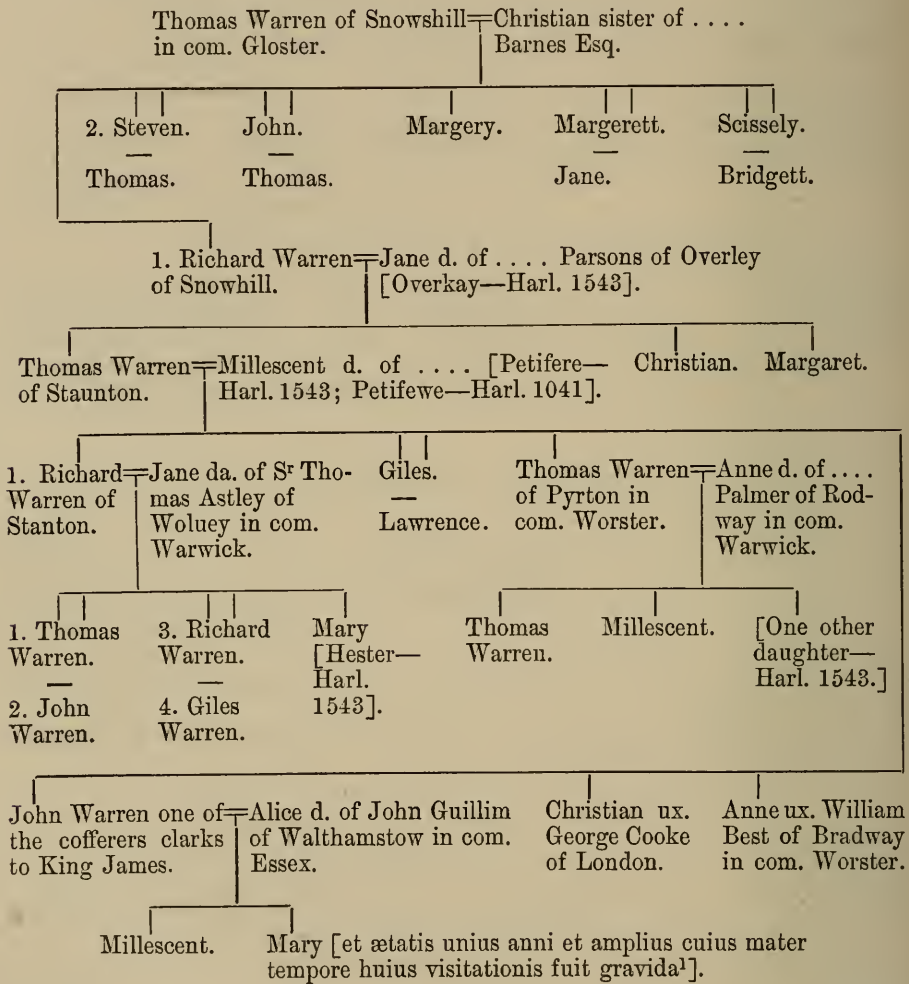 Thomas Warren of Snowshill=Christian sister of . . . .
in com. Gloster. Barnes Esq.
2. Steven. John. Margery. Margerett. Scissely.
— — — —
Thomas. Thomas. Jane. Bridgett.
1. Richard Warren=Jane d. of . . . . Parsons of Overley
of Snowhill. [Overkay—Harl. 1543].
Thomas Warren=Millescent d. of . . . . [Petifere— Christian. Margaret.
of Staunton. Harl. 1543; Petifewe—Harl. 1041].
1. Richard=Jane da. of Sr Tho- Giles. Thomas Warren=Anne d. of . . . .
Warren of mas Astley of — of Pyrton in Palmer of Rod-
Stanton. Woluey in com. Lawrence. com. Worster. way in com.
Warwick. Warwick.
1. Thomas 3. Richard Mary Thomas Millescent. [One other
Warren. Warren. [Hester— Warren. daughter—
— — Harl. Harl. 1543.]
2. John 4. Giles 1543].
Warren. Warren.
John Warren one of=Alice d. of John Guillim Christian ux. Anne ux. William
the cofferers clarks of Walthamstow in com. George Cooke Best of Bradway
to King James. Essex. of London. in com. Worster.
Millescent. Mary [et ætatis unius anni et amplius cuius mater
tempore huius visitationis fuit gravida¹].